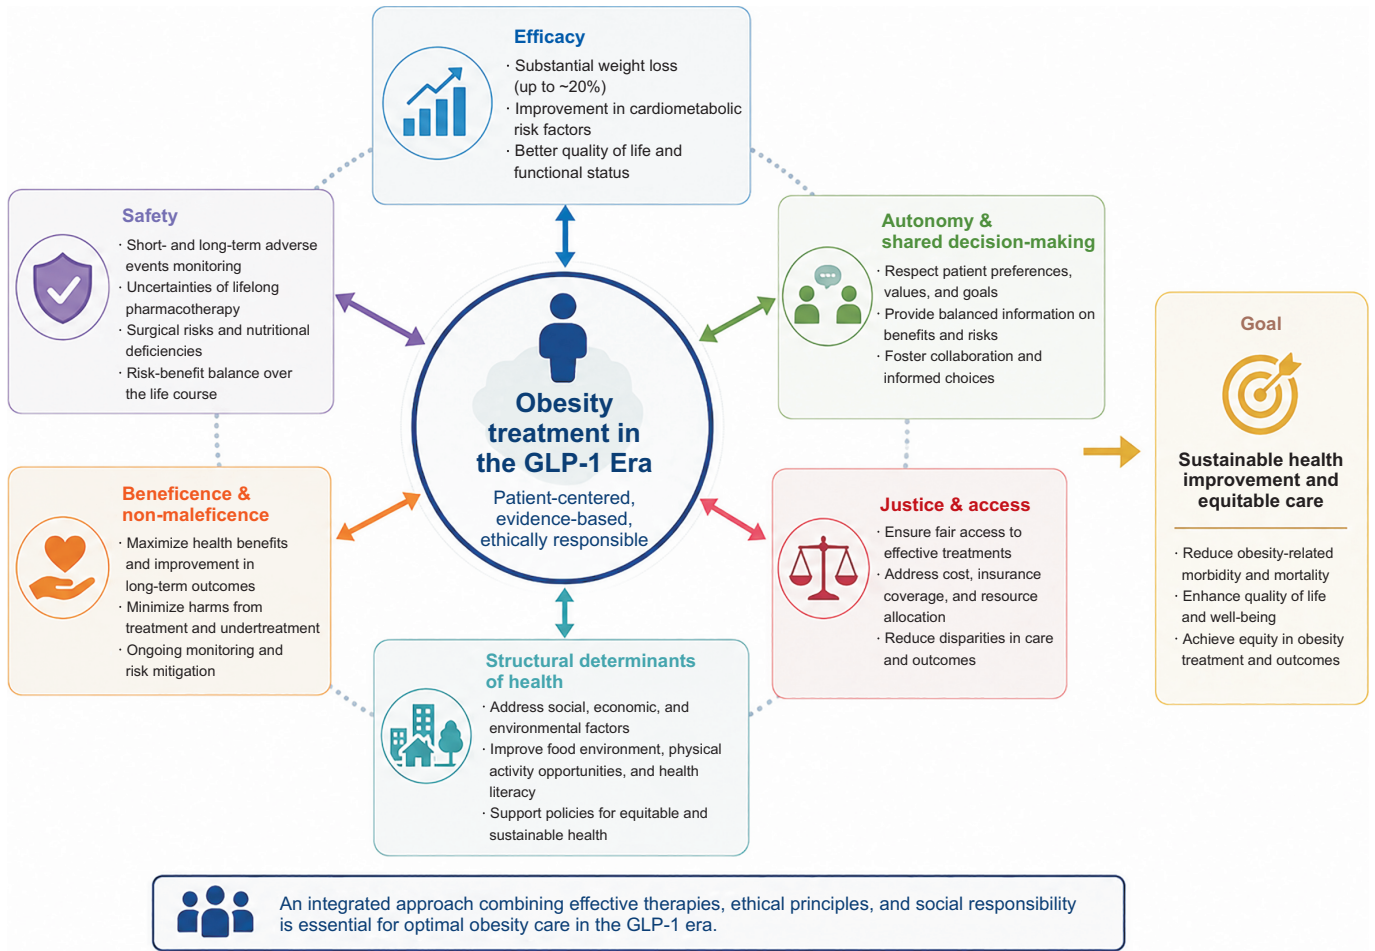 Efficacy
· Substantial weight loss
(up to ~20%)
· Improvement in cardiometabolic
risk factors
· Better quality of life and
functional status
Safety
· Short- and long-term adverse
events monitoring
· Uncertainties of lifelong
pharmacotherapy
· Surgical risks and nutritional
deficiencies
· Risk-benefit balance over
the life course
Autonomy &
shared decision-making
· Respect patient preferences,
values, and goals
· Provide balanced information on
benefits and risks
· Foster collaboration and
informed choices
Obesity
treatment in
the GLP-1 Era
Patient-centered,
evidence-based,
ethically responsible
Beneficence &
non-maleficence
· Maximize health benefits
and improvement in
long-term outcomes
· Minimize harms from
treatment and undertreatment
· Ongoing monitoring and
risk mitigation
Justice & access
· Ensure fair access to
effective treatments
· Address cost, insurance
coverage, and resource
allocation
· Reduce disparities in care
and outcomes
Structural determinants
of health
· Address social, economic, and
environmental factors
· Improve food environment, physical
activity opportunities, and health
literacy
· Support policies for equitable and
sustainable health
Goal
Sustainable health
improvement and
equitable care
· Reduce obesity-related
morbidity and mortality
· Enhance quality of life
and well-being
· Achieve equity in obesity
treatment and outcomes
An integrated approach combining effective therapies, ethical principles, and social responsibility
is essential for optimal obesity care in the GLP-1 era.